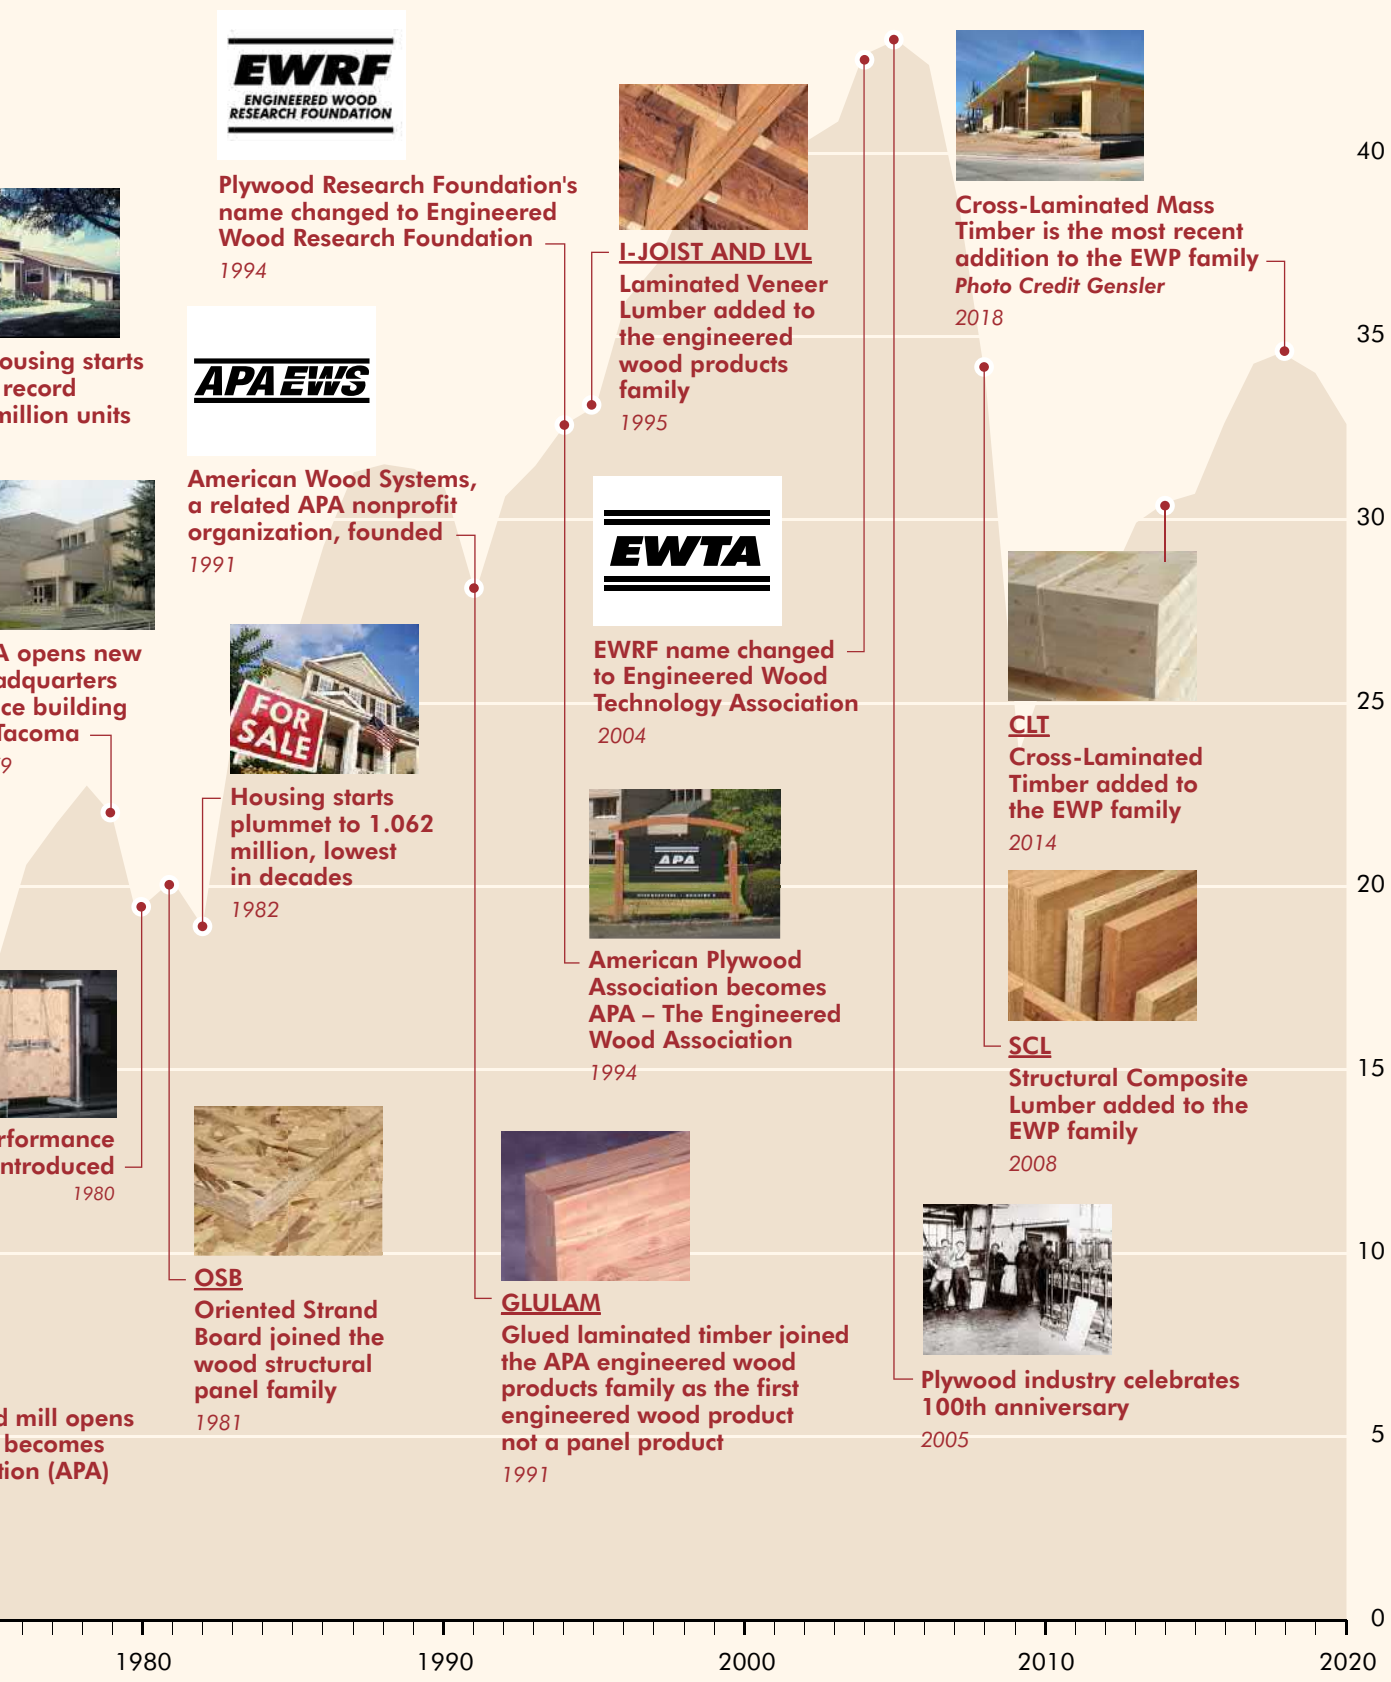 EWRF
ENGINEERED WOOD
RESEARCH FOUNDATION
Plywood Research Foundation's
name changed to Engineered
Wood Research Foundation
1994
I-JOIST AND LVL
Laminated Veneer
Lumber added to
the engineered
wood products
family
1995
Cross-Laminated Mass
Timber is the most recent
addition to the EWP family
Photo Credit Gensler
2018
ousing starts
record
million units
APA EWS
American Wood Systems,
a related APA nonprofit
organization, founded
1991
A opens new
adquarters
ce building
Tacoma
9
FOR
SALE
Housing starts
plummet to 1.062
million, lowest
in decades
1982
EWTA
EWRF name changed
to Engineered Wood
Technology Association
2004
APA
American Plywood
Association becomes
APA – The Engineered
Wood Association
1994
CLT
Cross-Laminated
Timber added to
the EWP family
2014
SCL
Structural Composite
Lumber added to the
EWP family
2008
rformance
ntroduced
1980
OSB
Oriented Strand
Board joined the
wood structural
panel family
1981
GLULAM
Glued laminated timber joined
the APA engineered wood
products family as the first
engineered wood product
not a panel product
1991
Plywood industry celebrates
100th anniversary
2005
d mill opens
becomes
tion (APA)
40
35
30
25
20
15
10
5
0
1980
1990
2000
2010
2020